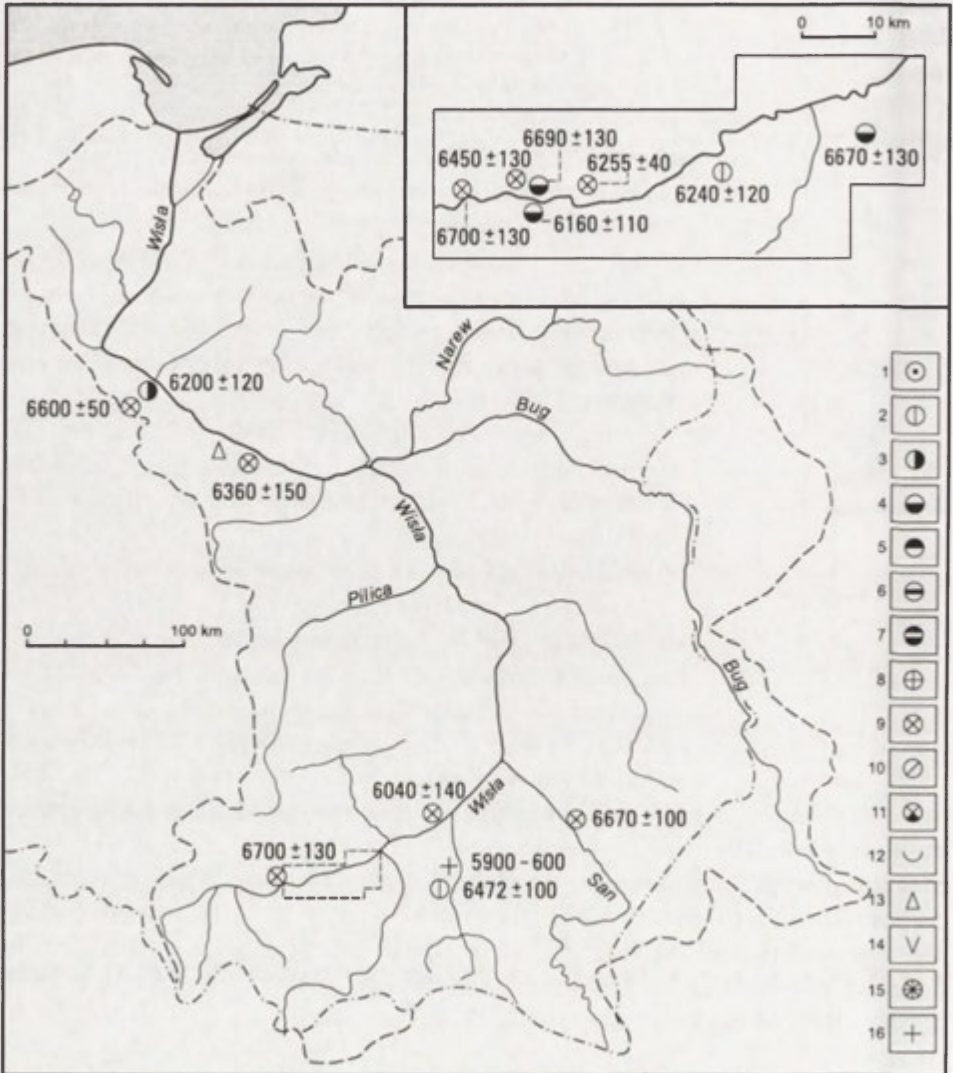 0 10 km
6690 ±130
6450 ±130
6255 ±40
6670 ±130
6240 ±120
6700 ±130
6160 ±110
Wisła
Narew
Bug
6200 ±120
6600 ±50
6360 ±150
Wisła
Pilica
0 100 km
Bug
6040 ±140
Wisła
6670 ±100
6700 ±130
5900 - 600
6472 ±100
San
1
2
3
4
5
6
7
8
9
10
11
12
13
14
15
16